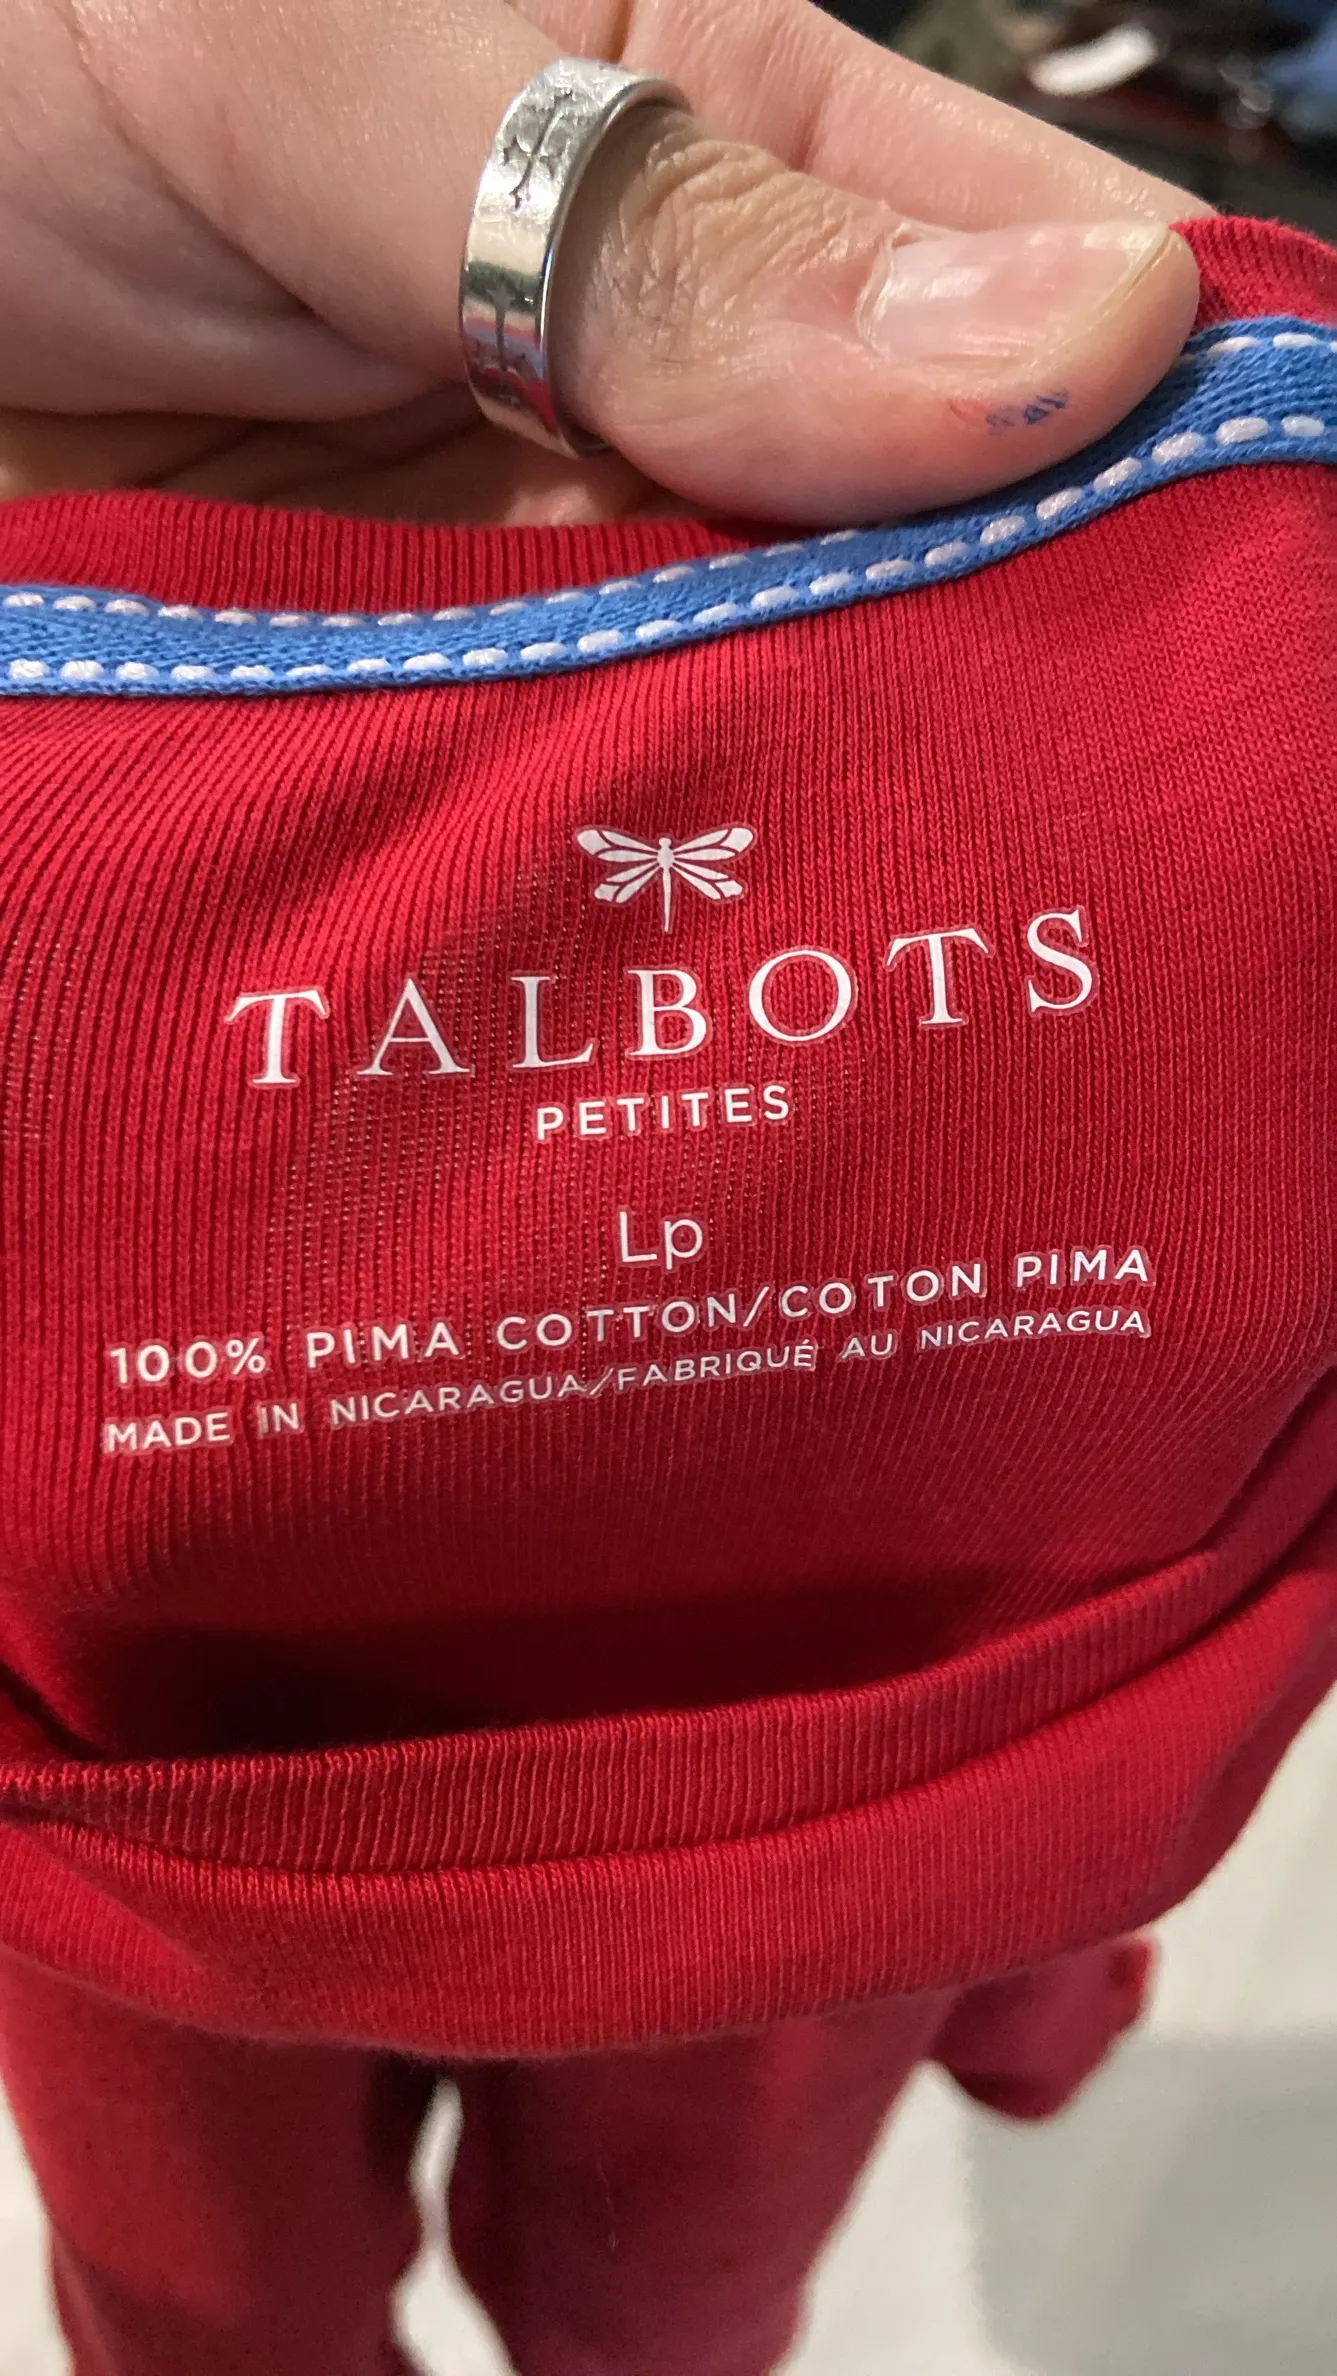 TALBOTS
PETITES
Lp
100% PIMA COTTON/COTON PIMA
MADE IN NICARAGUA/FABRIQUÉ AU NICARAGUA